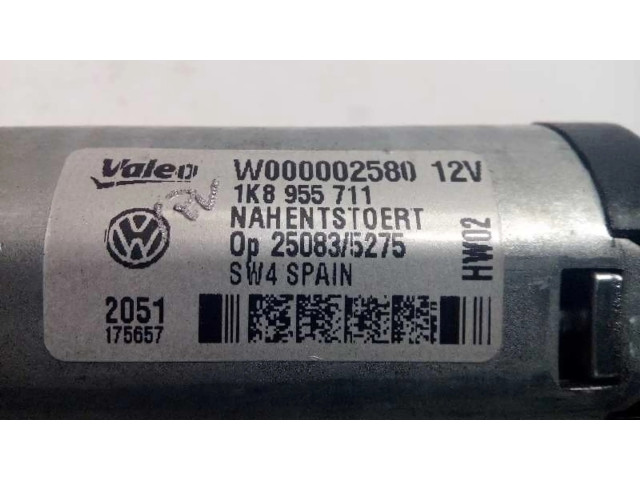 Valeo W000002580 12V
1K8 955 711
NAHENTSTOERT
Op 25083/5275
SW4 SPAIN
HW02
2051
175657